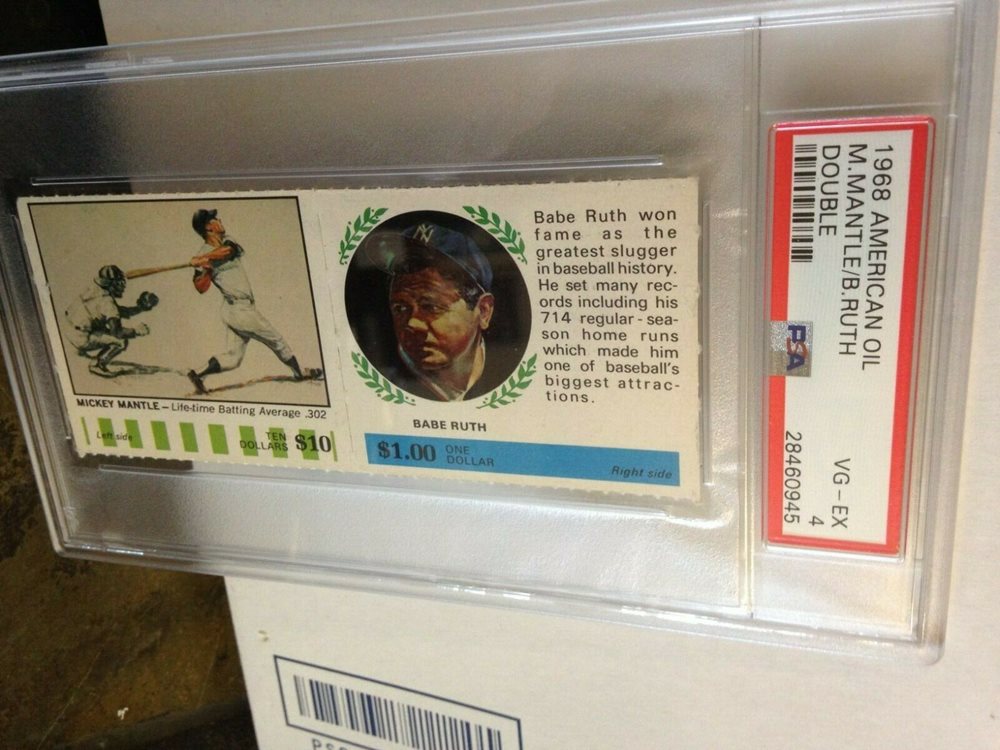 MICKEY MANTLE – Life-time Batting Average .302
Left side
TEN
DOLLARS $10
NY
BABE RUTH
$1.00 ONE
DOLLAR
Right side
Babe Ruth won
fame as the
greatest slugger
in baseball history.
He set many rec-
ords including his
714 regular-sea-
son home runs
which made him
one of baseball's
biggest attrac-
tions.
1968 AMERICAN OIL
M.MANTLE/B.RUTH
DOUBLE
VG-EX
4
PSA
28460945